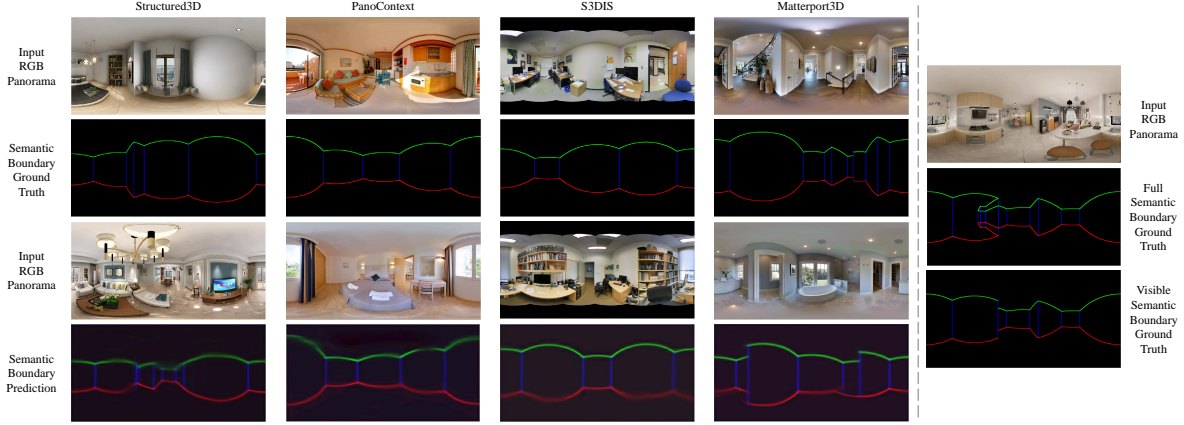 Structured3D
PanoContext
S3DIS
Matterport3D
Input
RGB
Panorama
Semantic
Boundary
Ground
Truth
Input
RGB
Panorama
Semantic
Boundary
Prediction
Input
RGB
Panorama
Full
Semantic
Boundary
Ground
Truth
Visible
Semantic
Boundary
Ground
Truth